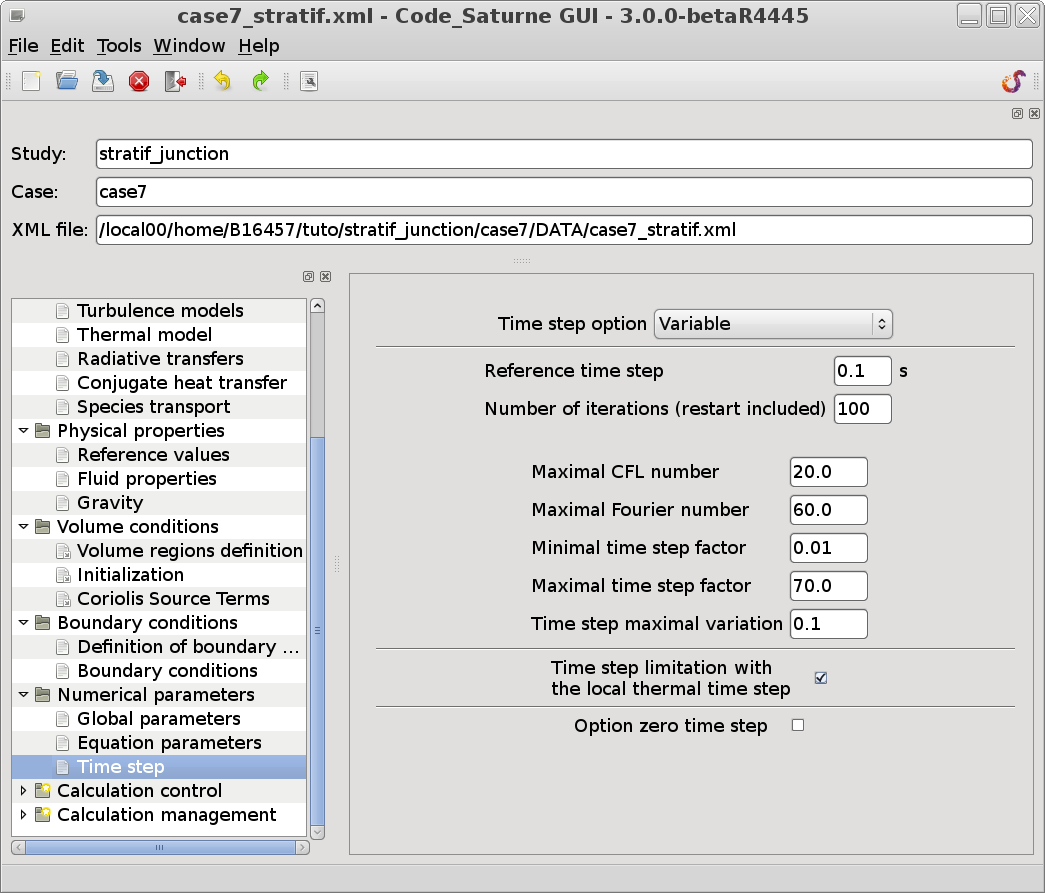 case7_stratif.xml - Code_Saturne GUI - 3.0.0-betaR4445
File Edit Tools Window Help
Study: stratif_junction
Case: case7
XML file: /local00/home/B16457/tuto/stratif_junction/case7/DATA/case7_stratif.xml
Turbulence models
Thermal model
Radiative transfers
Conjugate heat transfer
Species transport
Physical properties
Reference values
Fluid properties
Gravity
Volume conditions
Volume regions definition
Initialization
Coriolis Source Terms
Boundary conditions
Definition of boundary ...
Boundary conditions
Numerical parameters
Global parameters
Equation parameters
Time step
Calculation control
Calculation management
Time step option Variable
Reference time step 0.1 s
Number of iterations (restart included) 100
Maximal CFL number 20.0
Maximal Fourier number 60.0
Minimal time step factor 0.01
Maximal time step factor 70.0
Time step maximal variation 0.1
Time step limitation with
the local thermal time step
Option zero time step